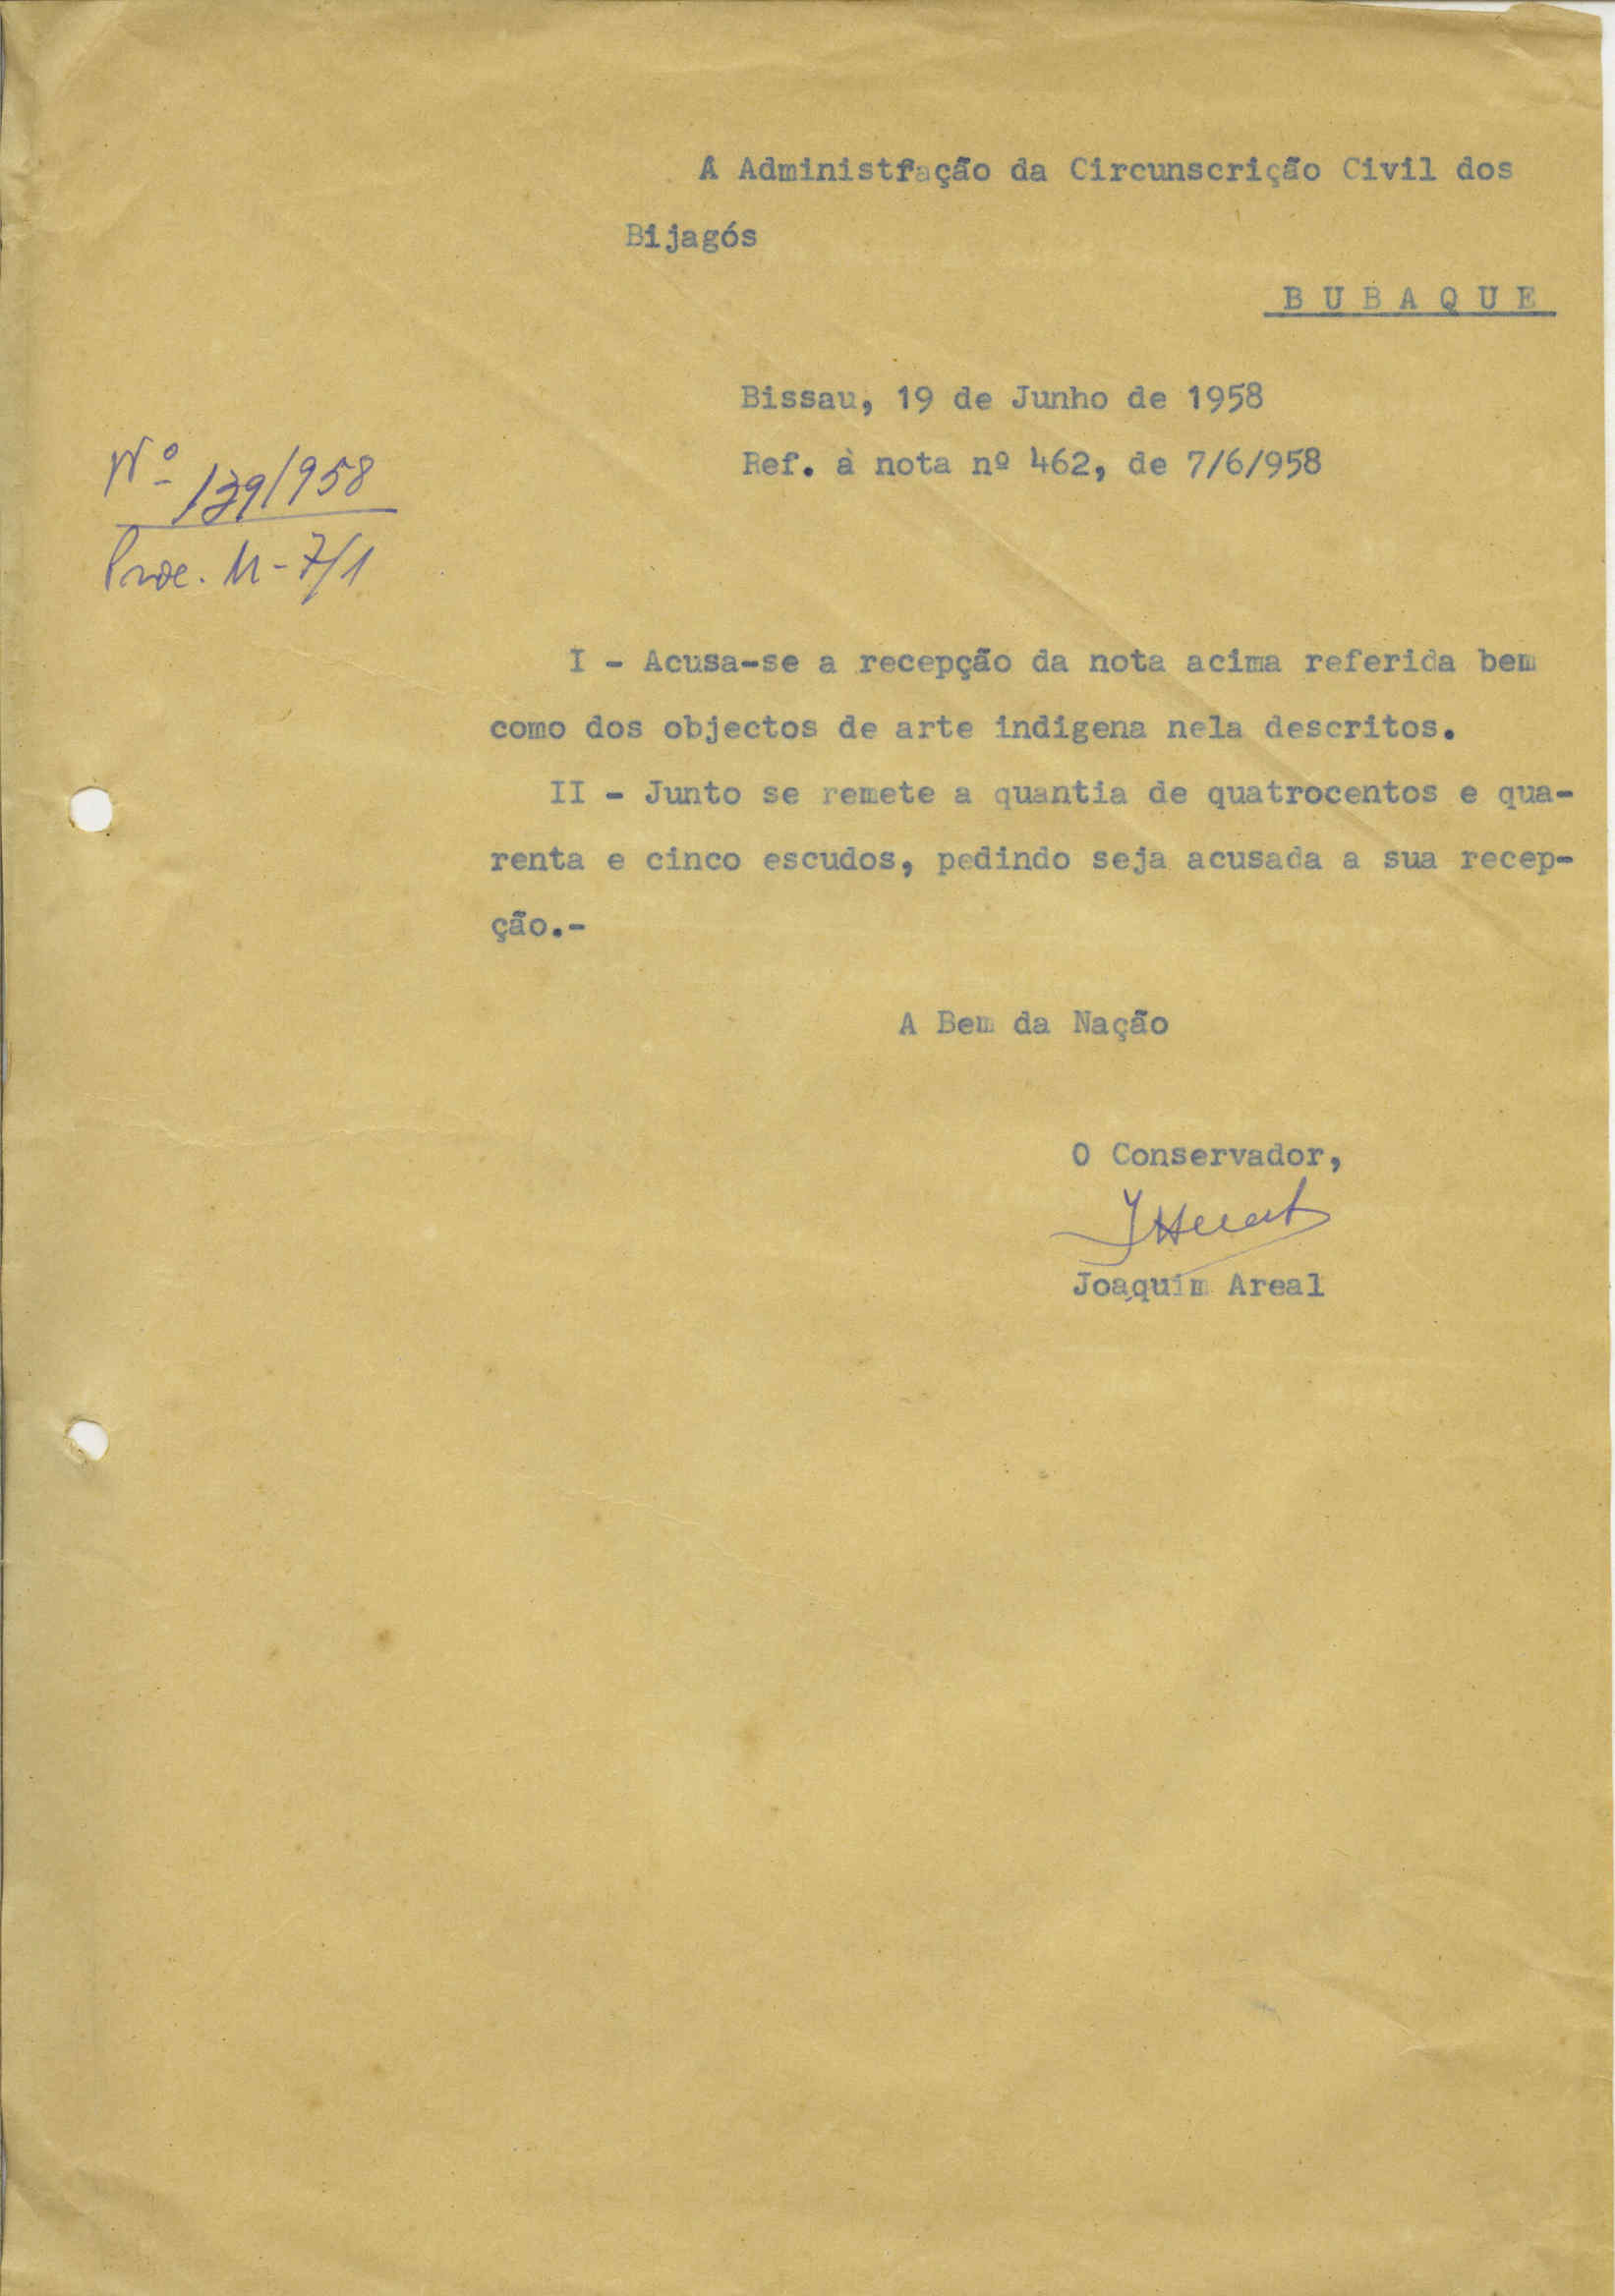 Á Administração da Circunscrição Civil dos
Bijagós
B U B A Q U E
Bissau, 19 de Junho de 1958
Ref. à nota nº 462, de 7/6/958
Nº 139/958
Proc. M-7/1
I - Acusa-se a recepção da nota acima referida bem
como dos objectos de arte indigena nela descritos.
II - Junto se remete a quantia de quatrocentos e qua-
renta e cinco escudos, pedindo seja acusada a sua recep-
ção.-
A Bem da Nação
O Conservador,
Joaquim Areal